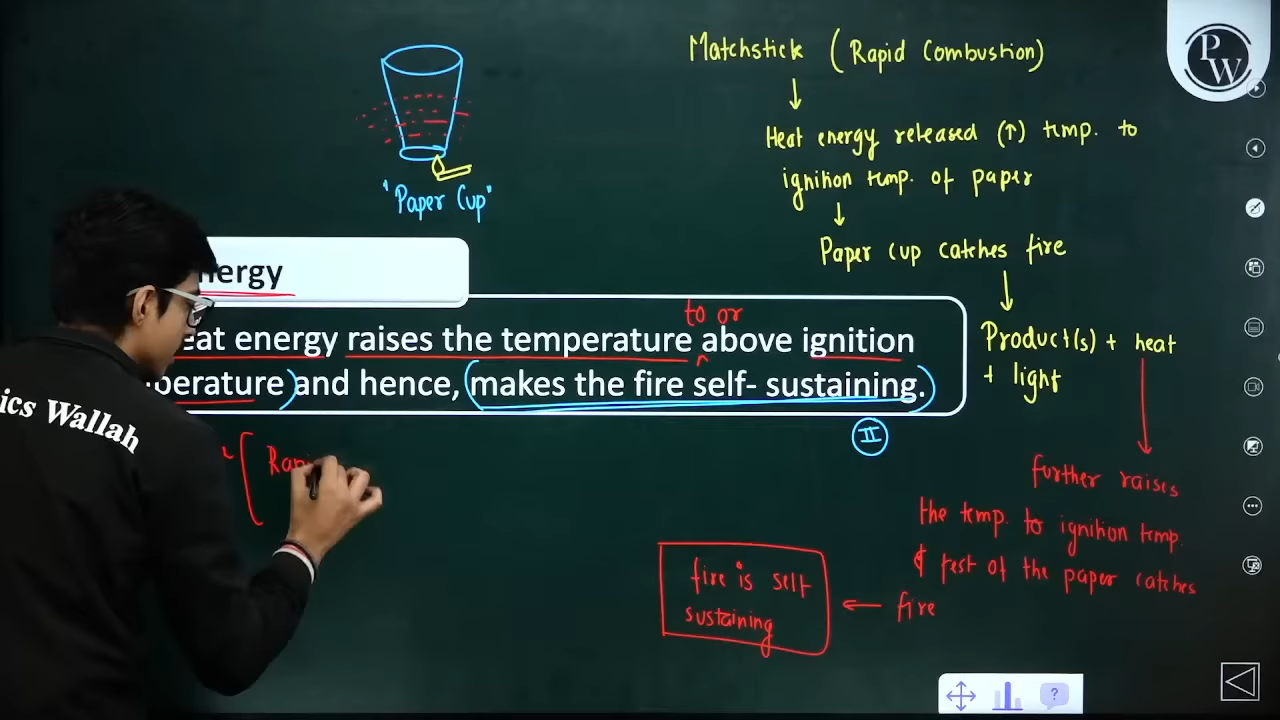 Matchstick (Rapid Combustion)
↓
Heat energy released (↑) temp. to
ignition temp. of paper
↓
Paper cup catches fire
↓
Product(s) + heat
+ light
↓
further raises
the temp. to ignition temp.
& rest of the paper catches
fire
←
fire is self
sustaining
"Paper Cup"
nergy
eat energy raises the temperature to or above ignition
perature) and hence, (makes the fire self- sustaining.)
II
Rapi
ics Wallah
PW
?